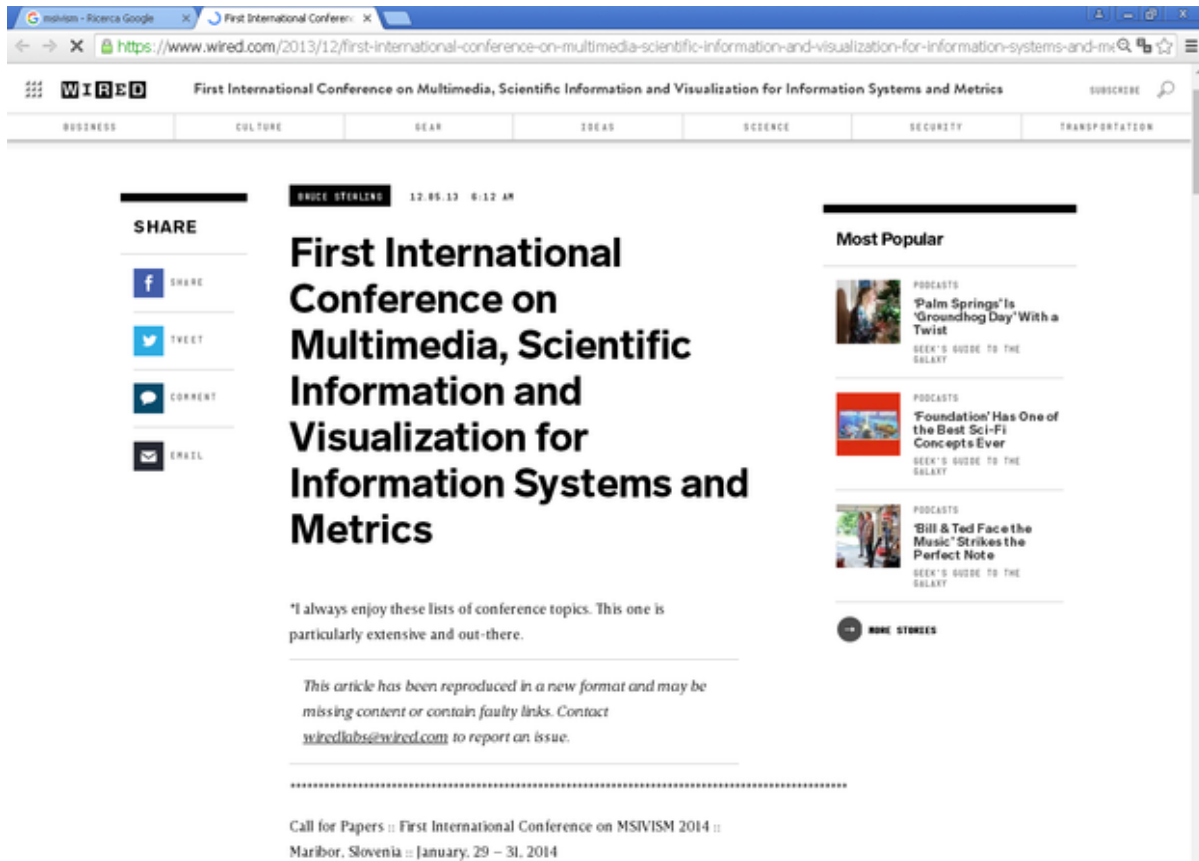 msivism - Ricerca Google
First International Conferen
https://www.wired.com/2013/12/first-international-conference-on-multimedia-scientific-information-and-visualization-for-information-systems-and-me
WIRED
First International Conference on Multimedia, Scientific Information and Visualization for Information Systems and Metrics
SUBSCRIBE
BUSINESS CULTURE GEAR IDEAS SCIENCE SECURITY TRANSPORTATION
SHARE
SHARE
TWEET
COMMENT
EMAIL
BRUCE STERLING 12.05.13 6:12 AM
First International
Conference on
Multimedia, Scientific
Information and
Visualization for
Information Systems and
Metrics
*I always enjoy these lists of conference topics. This one is
particularly extensive and out-there.
This article has been reproduced in a new format and may be
missing content or contain faulty links. Contact
wiredlabs@wired.com to report an issue.
Call for Papers :: First International Conference on MSIVISM 2014 ::
Maribor, Slovenia :: January, 29 – 31, 2014
Most Popular
PODCASTS
'Palm Springs' Is
'Groundhog Day' With a
Twist
GEEK'S GUIDE TO THE
GALAXY
PODCASTS
'Foundation' Has One of
the Best Sci-Fi
Concepts Ever
GEEK'S GUIDE TO THE
GALAXY
PODCASTS
'Bill & Ted Face the
Music' Strikes the
Perfect Note
GEEK'S GUIDE TO THE
GALAXY
MORE STORIES